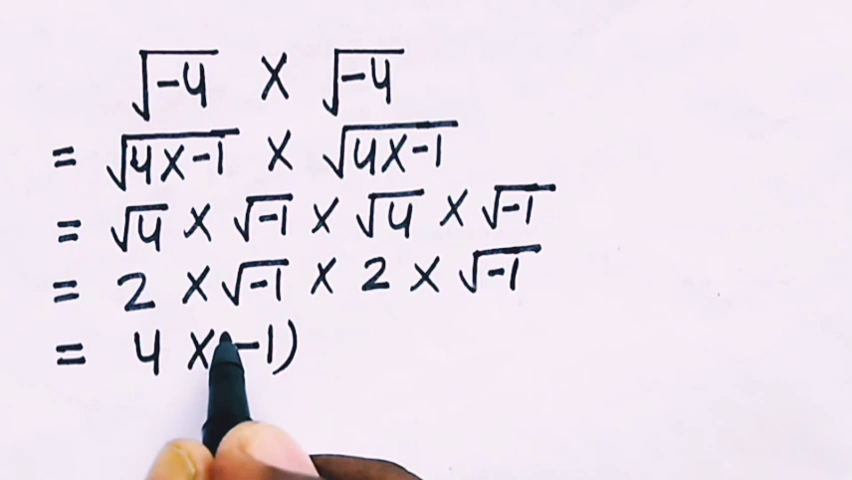 √-4 × √-4
= √4×-1 × √4×-1
= √4 × √-1 × √4 × √-1
= 2 × √-1 × 2 × √-1
= 4 × -1)